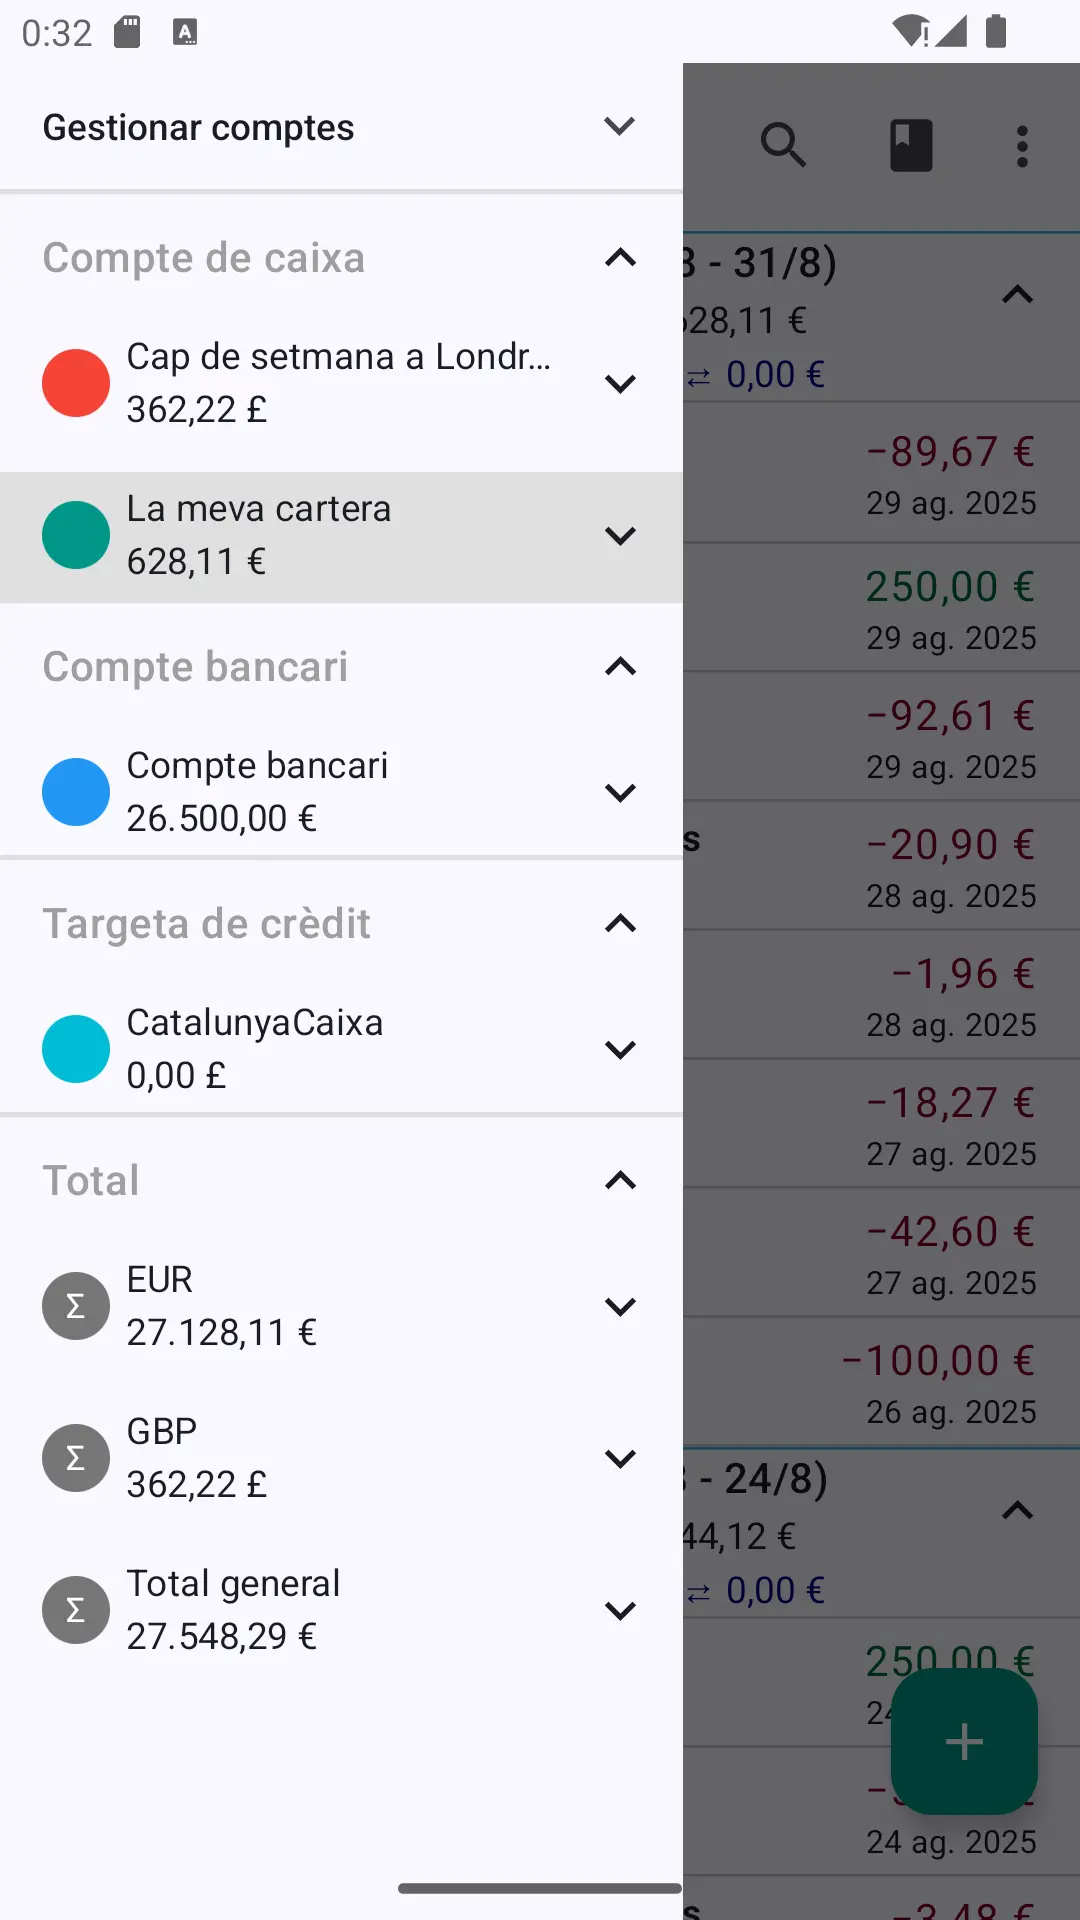 0:32
Gestionar comptes
Compte de caixa
Cap de setmana a Londr…
362,22 £
La meva cartera
628,11 €
Compte bancari
Compte bancari
26.500,00 €
Targeta de crèdit
CatalunyaCaixa
0,00 £
Total
Σ EUR
27.128,11 €
Σ GBP
362,22 £
Σ Total general
27.548,29 €
- 31/8)
28,11 €
⇄ 0,00 €
−89,67 €
29 ag. 2025
250,00 €
29 ag. 2025
−92,61 €
29 ag. 2025
s
−20,90 €
28 ag. 2025
−1,96 €
28 ag. 2025
−18,27 €
27 ag. 2025
−42,60 €
27 ag. 2025
−100,00 €
26 ag. 2025
- 24/8)
44,12 €
⇄ 0,00 €
250,00 €
24 ag. 2025
s
−3,48 €